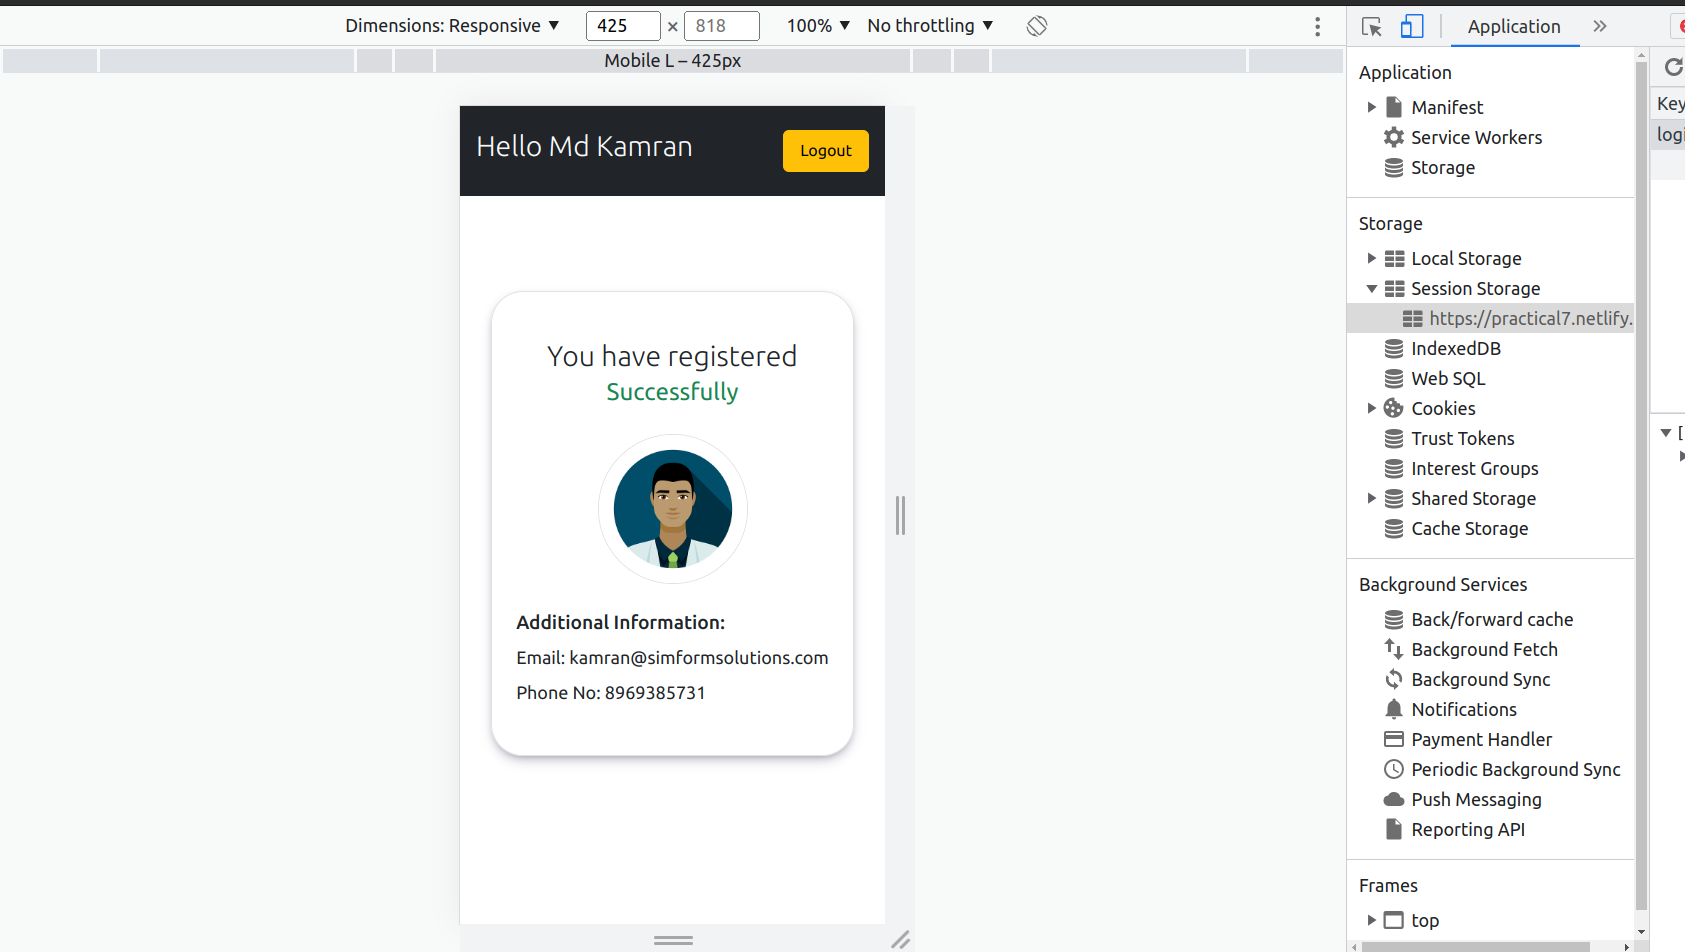 Dimensions: Responsive ▼ 425 × 818 100% ▼ No throttling ▼
Mobile L – 425px
Hello Md Kamran
Logout
You have registered
Successfully
Additional Information:
Email: kamran@simformsolutions.com
Phone No: 8969385731
Application
Application
Manifest
Service Workers
Storage
Storage
Local Storage
Session Storage
https://practical7.netlify.
IndexedDB
Web SQL
Cookies
Trust Tokens
Interest Groups
Shared Storage
Cache Storage
Background Services
Back/forward cache
Background Fetch
Background Sync
Notifications
Payment Handler
Periodic Background Sync
Push Messaging
Reporting API
Frames
top
Key
logi
[